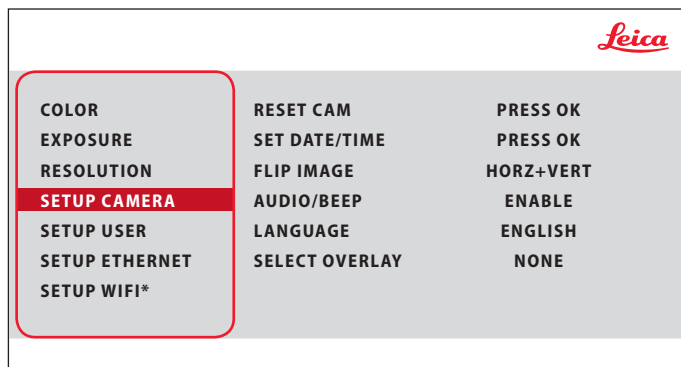 Leica
COLOR RESET CAM PRESS OK
EXPOSURE SET DATE/TIME PRESS OK
RESOLUTION FLIP IMAGE HORZ+VERT
SETUP CAMERA AUDIO/BEEP ENABLE
SETUP USER LANGUAGE ENGLISH
SETUP ETHERNET SELECT OVERLAY NONE
SETUP WIFI*